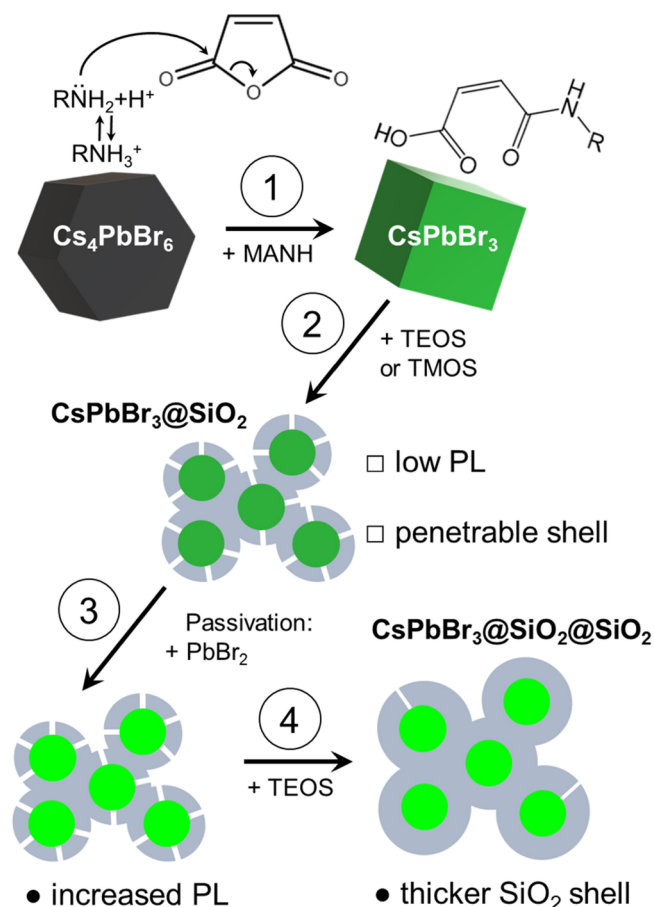 O
O
O
RNH₂+H⁺
RNH₃⁺
H
N
HO
O
O
R
1
Cs₄PbBr₆
CsPbBr₃
+ MANH
2
+ TEOS
or TMOS
CsPbBr₃@SiO₂
□ low PL
□ penetrable shell
3
Passivation:
+ PbBr₂
CsPbBr₃@SiO₂@SiO₂
4
+ TEOS
● increased PL
● thicker SiO₂ shell